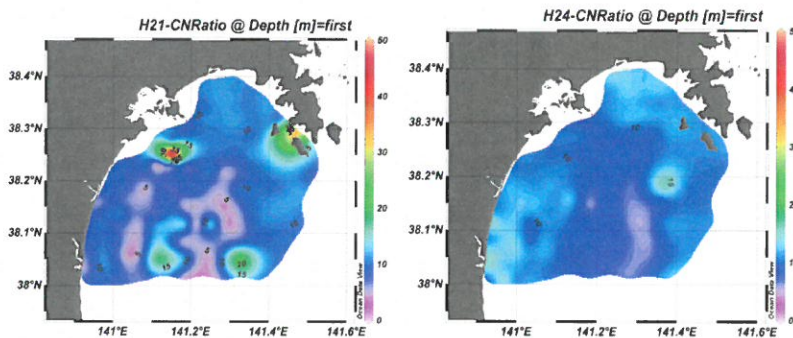 H21-CNRatio @ Depth [m]=first
38.4°N
38.3°N
38.2°N
38.1°N
38°N
141°E
141.2°E
141.4°E
141.6°E
50
40
30
20
10
0
Ocean Data View
H24-CNRatio @ Depth [m]=first
38.4°N
38.3°N
38.2°N
38.1°N
38°N
141°E
141.2°E
141.4°E
141.6°E
Ocean Data View